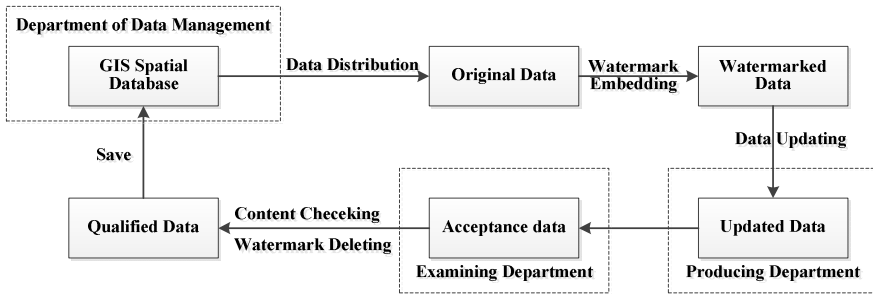 Department of Data Management
GIS Spatial
Database
Data Distribution
Original Data
Watermark
Embedding
Watermarked
Data
Data Updating
Save
Qualified Data
Content Checeking
Watermark Deleting
Acceptance data
Examining Department
Updated Data
Producing Department